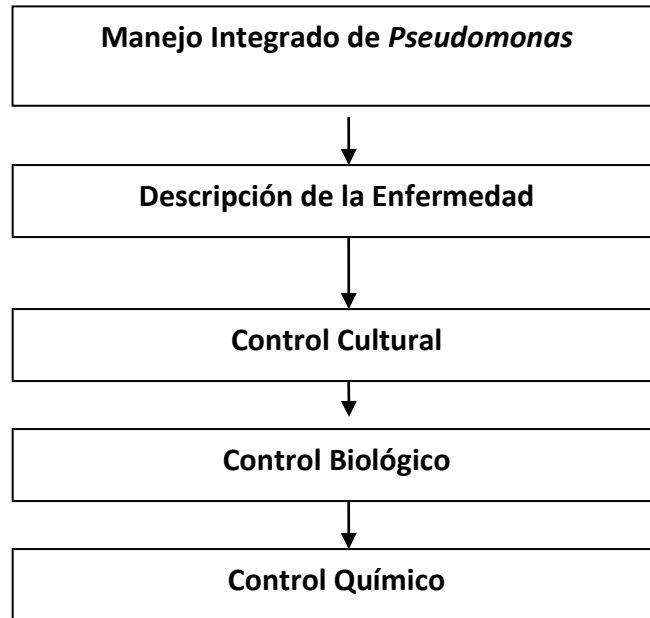 Manejo Integrado de Pseudomonas
Descripción de la Enfermedad
Control Cultural
Control Biológico
Control Químico